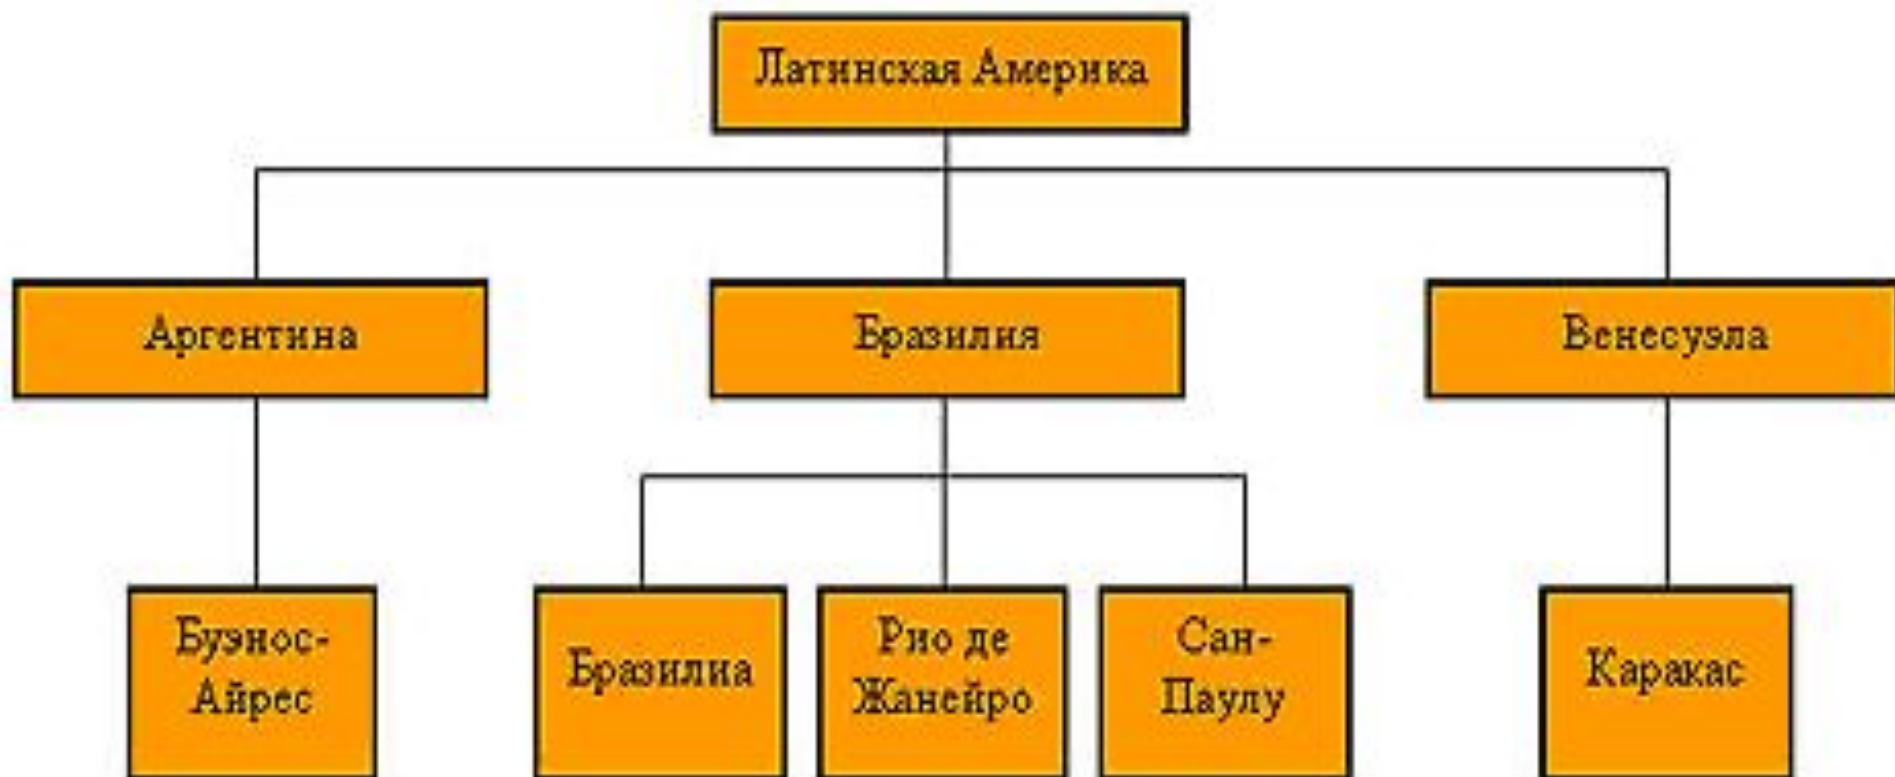 Латинская Америка
Аргентина
Бразилия
Венесуэла
Буэнос-
Айрес
Бразилиа
Рио де
Жанейро
Сан-
Паулу
Каракас